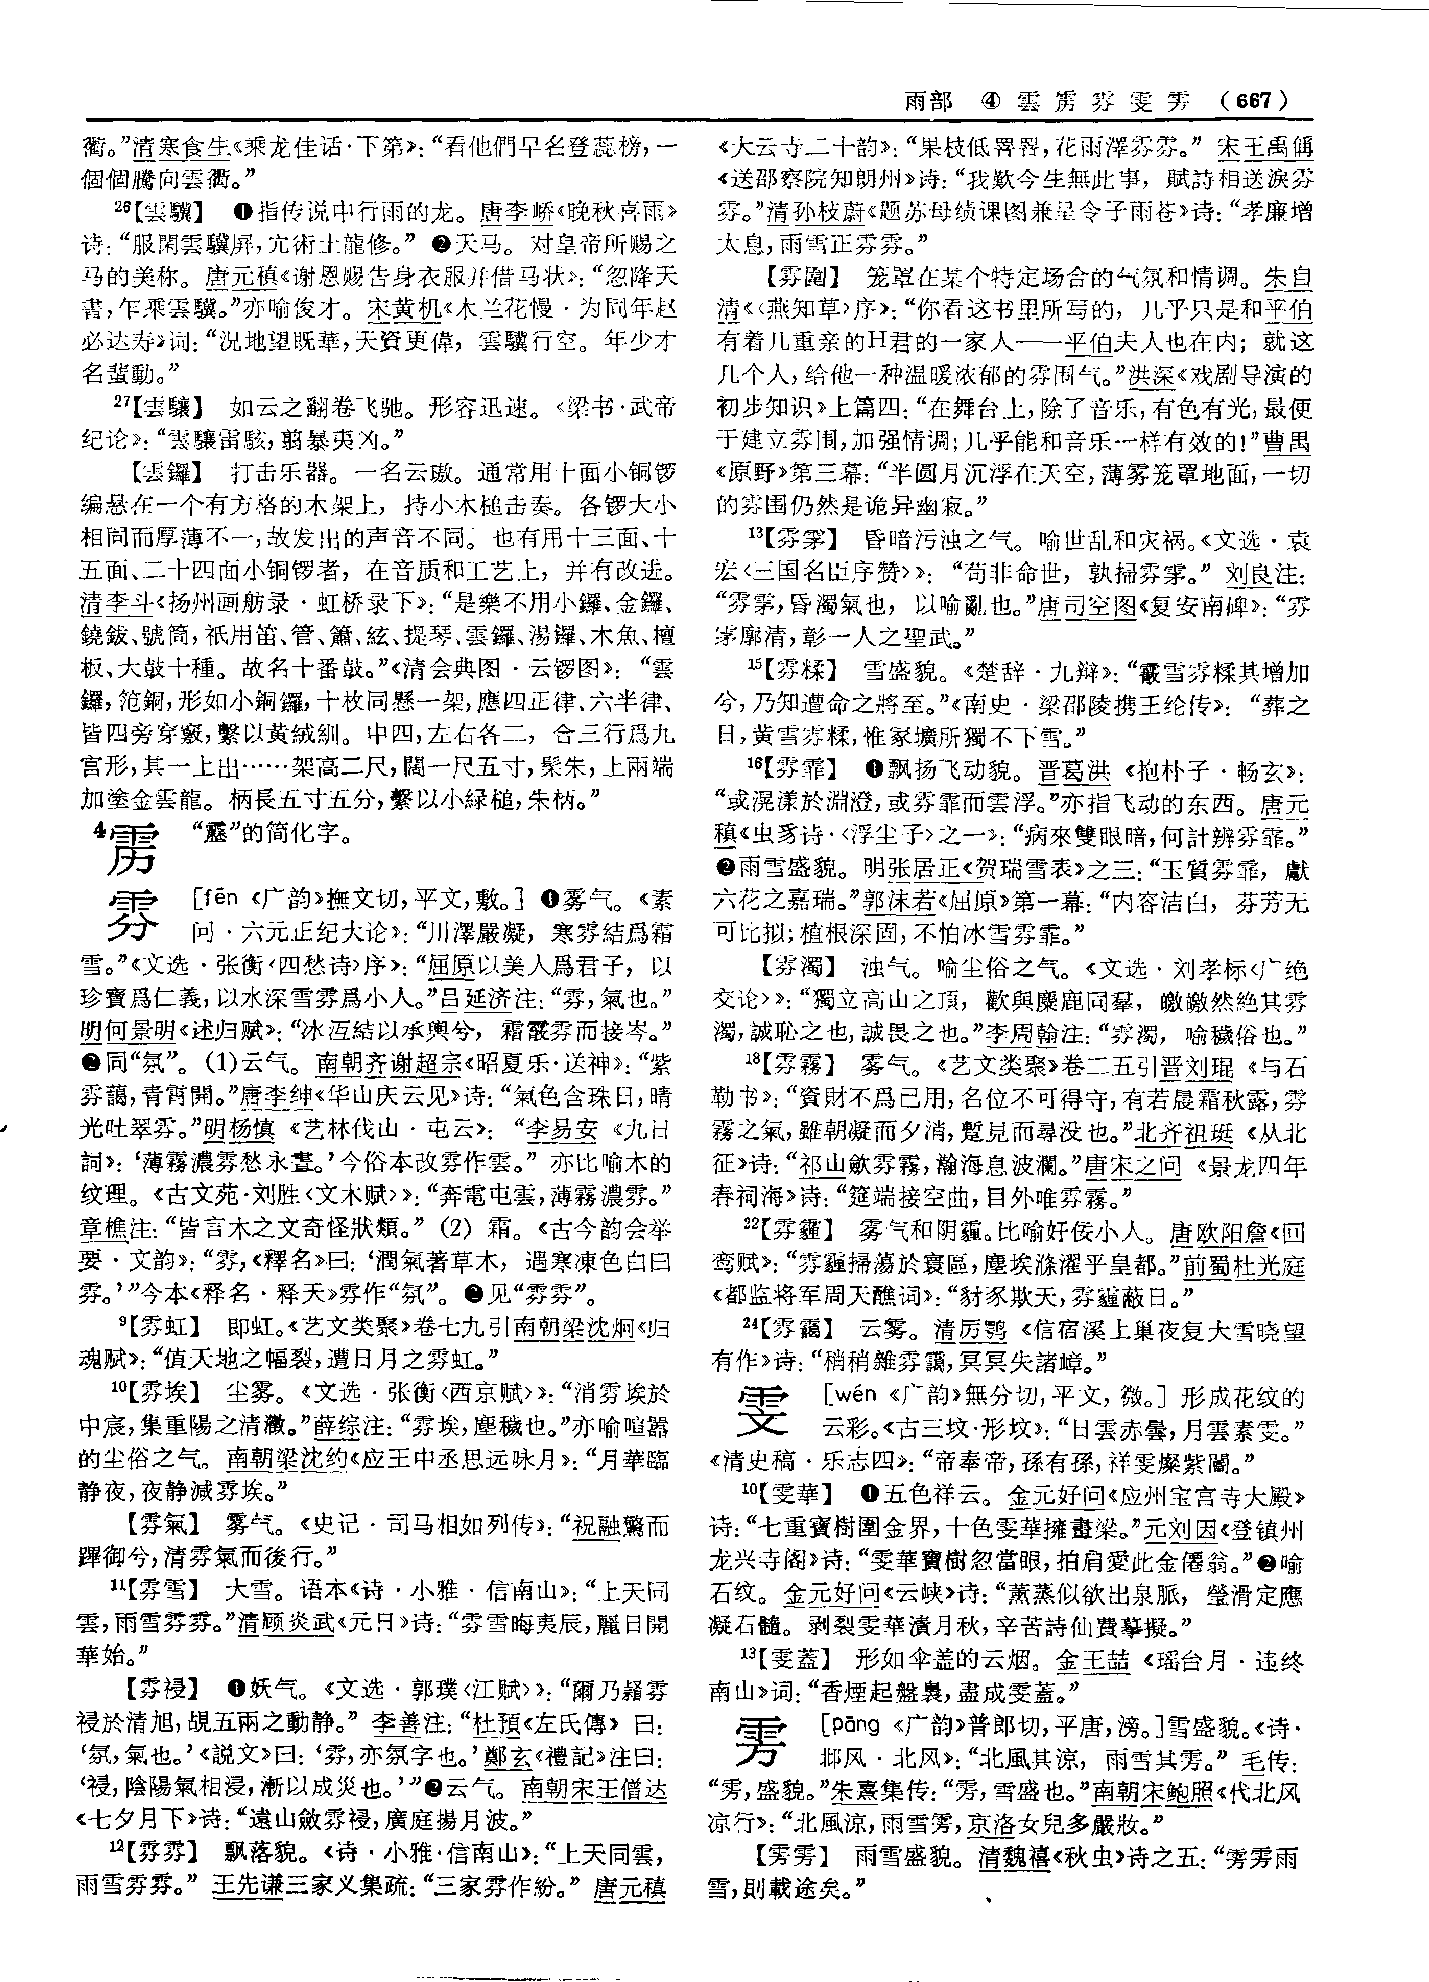 雨部 ④ 雲雳雰雯雱 （667）
衢。”清寒食生《乘龙佳话·下第》：“看他們早名登蕊榜，一
個個騰向雲衢。”
26【雲驥】 ❶指传说中行雨的龙。唐李峤《晚秋喜雨》
诗：“服閑雲驥屏，冗術土龍修。” ❷天马。对皇帝所赐之
马的美称。唐元稹《谢恩赐告身衣服并借马状》：“忽降天
書，乍乘雲驥。”亦喻俊才。宋黄机《木兰花慢·为同年赵
必达寿》词：“況地望既華，天資更偉，雲驥行空。年少才
名蜚動。”
27【雲驤】 如云之翻卷飞驰。形容迅速。《梁书·武帝
纪论》：“雲驤雷駭，翦暴夷凶。”
【雲鑼】 打击乐器。一名云璈。通常用十面小铜锣
编悬在一个有方格的木架上，持小木槌击奏。各锣大小
相同而厚薄不一，故发出的声音不同。也有用十三面、十
五面、二十四面小铜锣者，在音质和工艺上，并有改进。
清李斗《扬州画舫录·虹桥录下》：“是樂不用小鑼、金鑼、
鐃鈸、號筒，衹用笛、管、簫、絃、提琴、雲鑼、湯鑼、木魚、檀
板、大鼓十種。故名十番鼓。”《清会典图·云锣图》：“雲
鑼，笵銅，形如小銅鑼，十枚同懸一架，應四正律、六半律、
皆四旁穿竅，繫以黄絨紃。中四，左右各二，合三行爲九
宫形，其一上出……架高二尺，闊一尺五寸，髹朱，上兩端
加塗金雲龍。柄長五寸五分，繫以小緑槌，朱柄。”
4雳 “靂”的简化字。
雰 [fēn 《广韵》撫文切，平文，敷。] ❶雾气。《素
问·六元正纪大论》：“川澤嚴凝，寒雰結爲霜
雪。”《文选·张衡〈四愁诗〉序》：“屈原以美人爲君子，以
珍寶爲仁義，以水深雪雰爲小人。”吕延济注：“雰，氣也。”
明何景明《述归赋》：“冰沍結以承輿兮，霜霰雰而接岑。”
❷同“氛”。(1)云气。南朝齐谢超宗《昭夏乐·送神》：“紫
雰藹，青霄開。”唐李绅《华山庆云见》诗：“氣色含珠日，晴
光吐翠雰。”明杨慎《艺林伐山·屯云》：“李易安《九日
詞》：‘薄霧濃雰愁永晝。’今俗本改雰作雲。”亦比喻木的
纹理。《古文苑·刘胜〈文木赋〉》：“奔電屯雲，薄霧濃雰。”
章樵注：“皆言木之文奇怪狀類。”（2）霜。《古今韵会举
要·文韵》：“雰，《釋名》曰：‘潤氣著草木，遇寒凍色白曰
雰。’”今本《释名·释天》雰作“氛”。❸见“雰雰”。
9【雰虹】 即虹。《艺文类聚》卷七九引南朝梁沈炯《归
魂赋》：“值天地之幅裂，遭日月之雰虹。”
10【雰埃】 尘雾。《文选·张衡〈西京赋〉》：“消雰埃於
中宸，集重陽之清澂。”薛综注：“雰埃，塵穢也。”亦喻喧嚣
的尘俗之气。南朝梁沈约《应王中丞思远咏月》：“月華臨
静夜，夜静滅雰埃。”
【雰氣】 雾气。《史记·司马相如列传》：“祝融驚而
蹕御兮，清雰氣而後行。”
11【雰雪】 大雪。语本《诗·小雅·信南山》：“上天同
雲，雨雪雰雰。”清顾炎武《元日》诗：“雰雪晦夷辰，麗日開
華始。”
【雰祲】 ❶妖气。《文选·郭璞〈江赋〉》：“爾乃䨓雰
祲於清旭，覘五兩之動静。”李善注：“杜預《左氏傳》曰：
‘氛，氣也。’《説文》曰：‘雰，亦氛字也。’鄭玄《禮記》注曰：
‘祲，陰陽氣相浸，漸以成災也。’”❷云气。南朝宋王僧达
《七夕月下》诗：“遠山斂雰祲，廣庭揚月波。”
12【雰雰】 飘落貌。《诗·小雅·信南山》：“上天同雲，
雨雪雰雰。”王先谦三家义集疏：“三家雰作紛。”唐元稹
《大云寺二十韵》：“果枝低罯罯，花雨澤雰雰。”宋王禹偁
《送邵察院知朗州》诗：“我歎今生無此事，賦詩相送淚雰
雰。”清孙枝蔚《题苏母绩课图兼呈令子雨苍》诗：“孝廉增
太息，雨雪正雰雰。”
【雰圍】 笼罩在某个特定场合的气氛和情调。朱自
清《〈燕知草〉序》：“你看这书里所写的，几乎只是和平伯
有着几重亲的H君的一家人——平伯夫人也在内；就这
几个人，给他一种温暖浓郁的雰围气。”洪深《戏剧导演的
初步知识》上篇四：“在舞台上，除了音乐，有色有光，最便
于建立雰围，加强情调；几乎能和音乐一样有效的！”曹禺
《原野》第三幕：“半圆月沉浮在天空，薄雾笼罩地面，一切
的雰围仍然是诡异幽寂。”
13【雰雺】 昏暗污浊之气。喻世乱和灾祸。《文选·袁
宏〈三国名臣序赞〉》：“苟非命世，孰掃雰雺。”刘良注：
“雰雺，昏濁氣也，以喻亂也。”唐司空图《复安南碑》：“雰
雺廓清，彰一人之聖武。”
15【雰糅】 雪盛貌。《楚辞·九辩》：“霰雪雰糅其增加
兮，乃知遭命之將至。”《南史·梁邵陵携王纶传》：“葬之
日，黄雪雰糅，惟冢壙所獨不下雪。”
16【雰霏】 ❶飘扬飞动貌。晋葛洪《抱朴子·畅玄》：
“或滉漾於淵澄，或雰霏而雲浮。”亦指飞动的东西。唐元
稹《虫豸诗·〈浮尘子〉之一》：“病來雙眼暗，何計辨雰霏。”
❷雨雪盛貌。明张居正《贺瑞雪表》之三：“玉質雰霏，獻
六花之嘉瑞。”郭沫若《屈原》第一幕：“内容洁白，芬芳无
可比拟；植根深固，不怕冰雪雰霏。”
【雰濁】 浊气。喻尘俗之气。《文选·刘孝标〈广绝
交论〉》：“獨立高山之頂，歡與麋鹿同羣，皦皦然絶其雰
濁，誠恥之也，誠畏之也。”李周翰注：“雰濁，喻穢俗也。”
18【雰霧】 雾气。《艺文类聚》卷二五引晋刘琨《与石
勒书》：“資財不爲已用，名位不可得守，有若晨霜秋露，雰
霧之氣，雖朝凝而夕消，蹔見而尋没也。”北齐祖珽《从北
征》诗：“祁山斂雰霧，瀚海息波瀾。”唐宋之问《景龙四年
春祠海》诗：“筵端接空曲，目外唯雰霧。”
22【雰霾】 雾气和阴霾。比喻奸佞小人。唐欧阳詹《回
鸾赋》：“雰霾掃蕩於寰區，塵埃滌濯乎皇都。”前蜀杜光庭
《都监将军周天醮词》：“豺豕欺天，雰霾蔽日。”
24【雰靄】 云雾。清厉鹗《信宿溪上巢夜复大雪晓望
有作》诗：“稍稍雜雰靄，冥冥失諸嶂。”
雯 [wén 《广韵》無分切，平文，微。] 形成花纹的
云彩。《古三坟·形坟》：“日雲赤曇，月雲素雯。”
《清史稿·乐志四》：“帝奉帝，孫有孫，祥雯燦紫閶。”
10【雯華】 ❶五色祥云。金元好问《应州宝宫寺大殿》
诗：“七重寶樹圍金界，十色雯華擁畫梁。”元刘因《登镇州
龙兴寺阁》诗：“雯華寶樹忽當眼，拍肩愛此金僊翁。”❷喻
石纹。金元好问《云峡》诗：“薫蒸似欲出泉脈，瑩滑定應
凝石髓。剥裂雯華漬月秋，辛苦詩仙費摹擬。”
13【雯蓋】 形如伞盖的云烟。金王喆《瑶台月·违终
南山》词：“香煙起盤裊，盡成雯蓋。”
雱 [pāng 《广韵》普郎切，平唐，滂。]雪盛貌。《诗·
邶风·北风》：“北風其涼，雨雪其雱。”毛传：
“雱，盛貌。”朱熹集传：“雱，雪盛也。”南朝宋鲍照《代北风
凉行》：“北風涼，雨雪雱，京洛女兒多嚴妝。”
【雱雱】 雨雪盛貌。清魏禧《秋虫》诗之五：“雱雱雨
雪，則載途矣。”